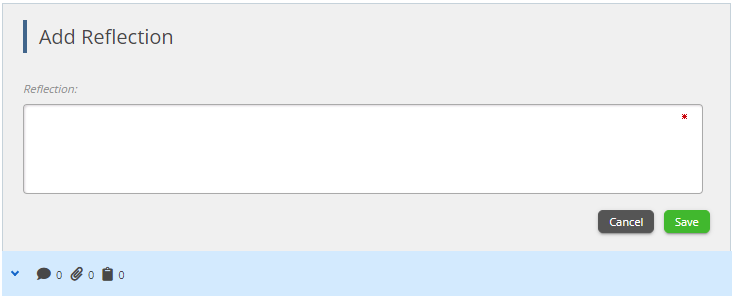 Add Reflection
Reflection:
*
Cancel Save
0 0 0